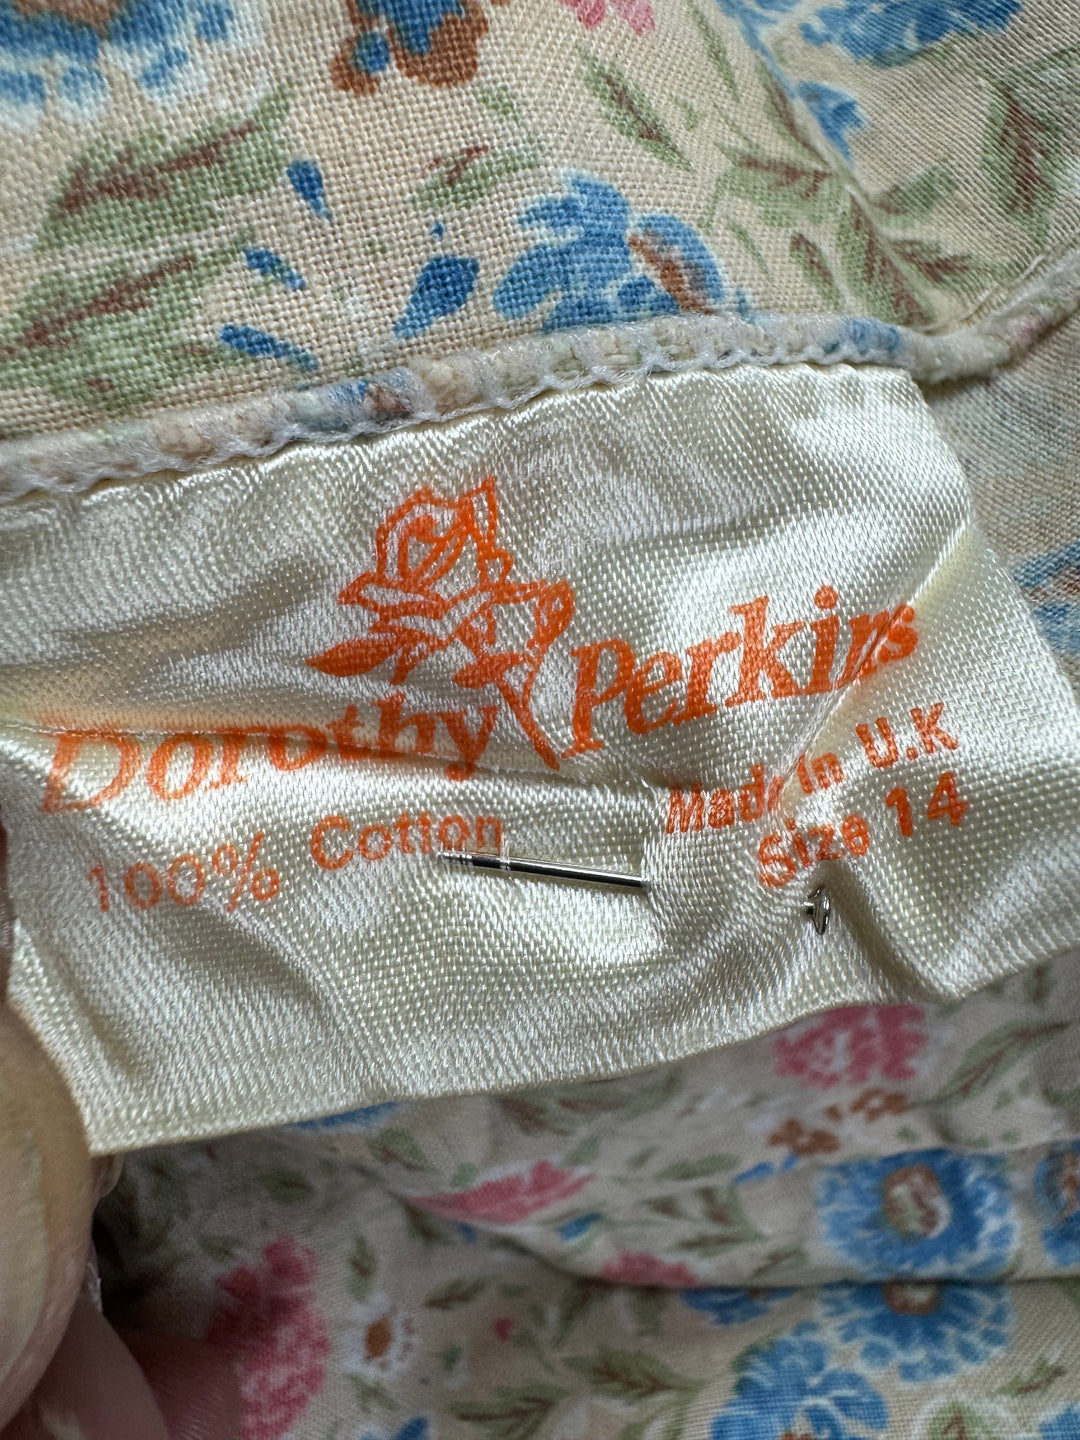 Dorothy Perkins
100% Cotton
Made In U.K
Size 14